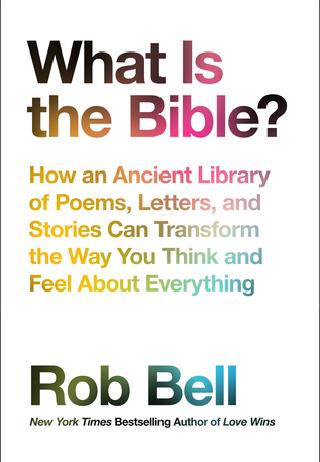 What Is
the Bible?
How an Ancient Library
of Poems, Letters, and
Stories Can Transform
the Way You Think and
Feel About Everything
Rob Bell
New York Times Bestselling Author of Love Wins